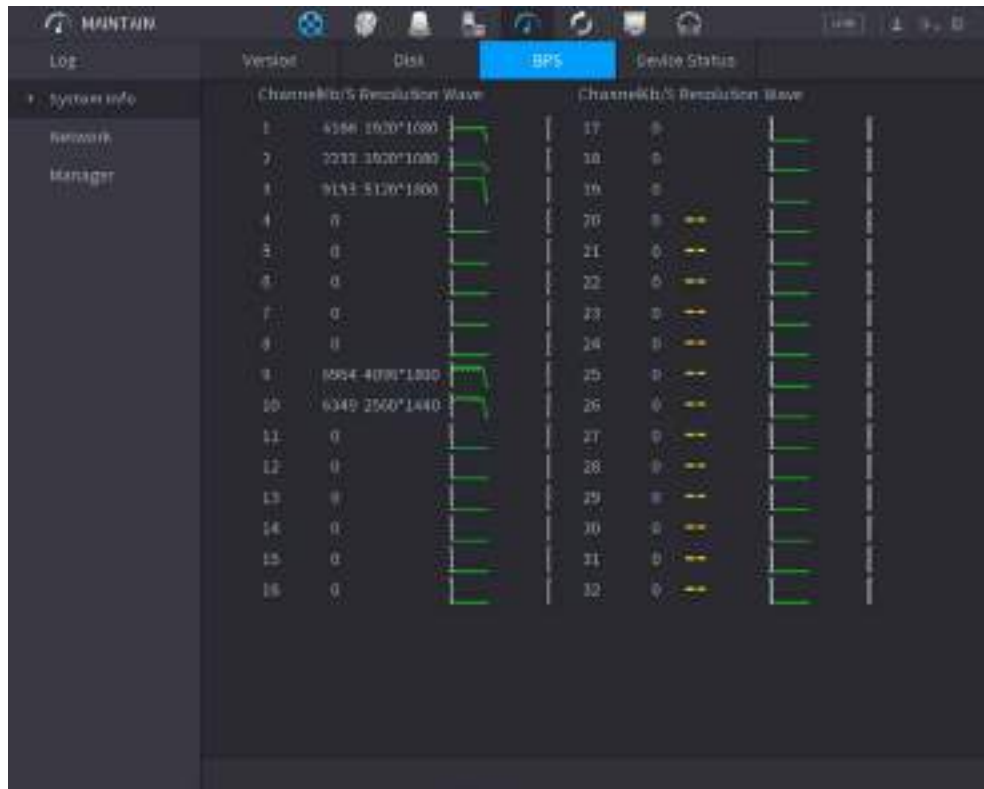 MAINTAIN
LIVE
Log
Version Disk BPS Device Status
System Info
Network
Manager
Channel Kb/S Resolution Wave Channel Kb/S Resolution Wave
1 4166 1920*1080 17 0
2 2233 1920*1080 18 0
3 9153 5120*1800 19 0
4 0 20 0 --
5 0 21 0 --
6 0 22 0 --
7 0 23 0 --
8 0 24 0 --
9 4096*1800 25 0 --
10 6349 2560*1440 26 0 --
11 0 27 0 --
12 0 28 0 --
13 0 29 0 --
14 0 30 0 --
15 0 31 0 --
16 0 32 0 --